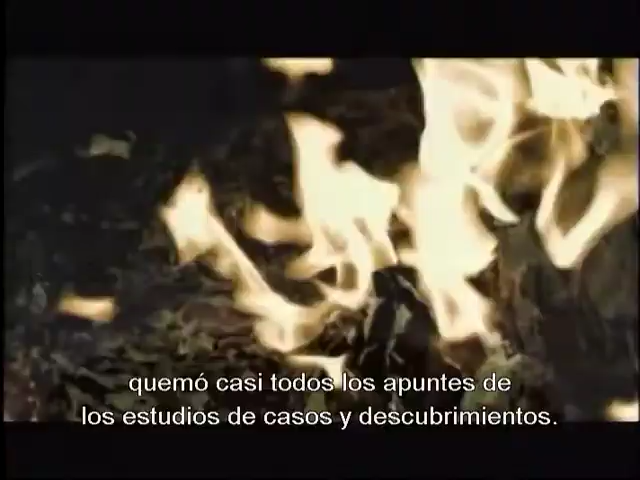 quemó casi todos los apuntes de
los estudios de casos y descubrimientos.